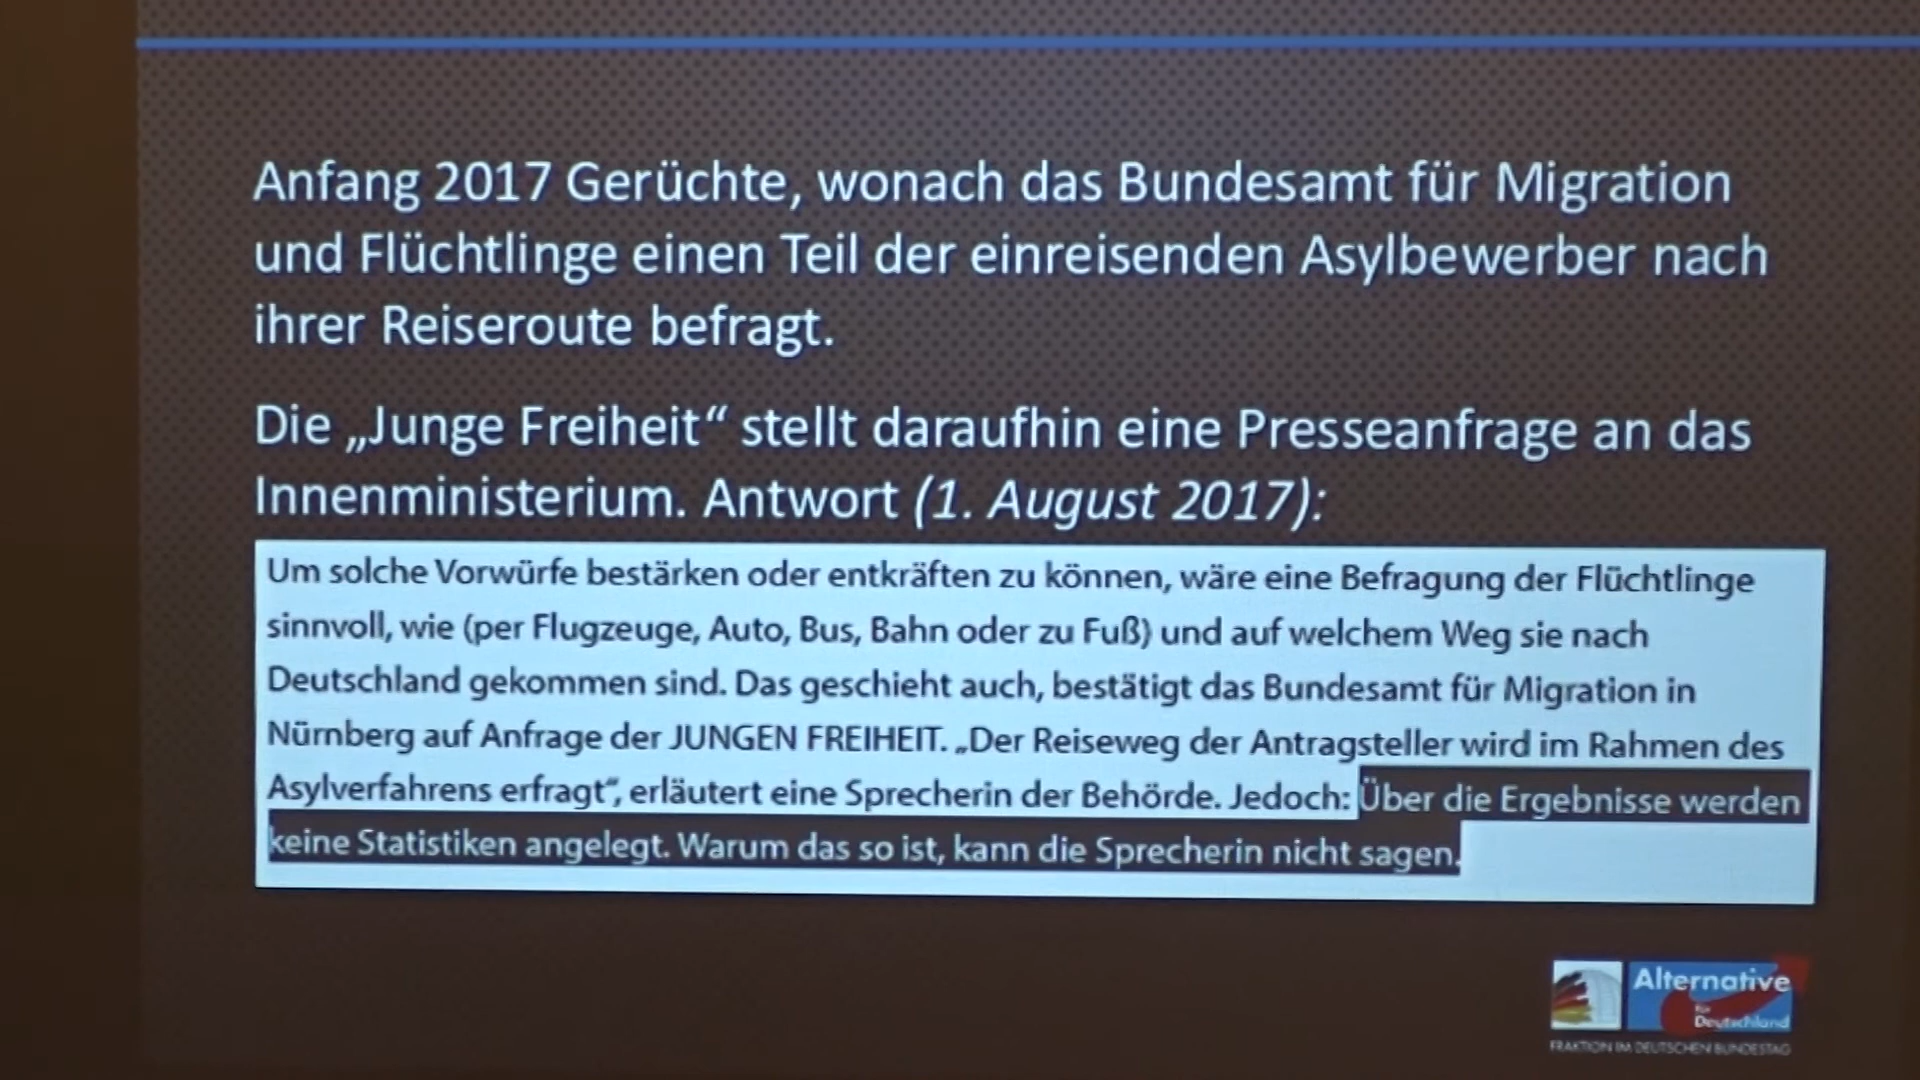 Anfang 2017 Gerüchte, wonach das Bundesamt für Migration
und Flüchtlinge einen Teil der einreisenden Asylbewerber nach
ihrer Reiseroute befragt.
Die „Junge Freiheit“ stellt daraufhin eine Presseanfrage an das
Innenministerium. Antwort (1. August 2017):
Um solche Vorwürfe bestärken oder entkräften zu können, wäre eine Befragung der Flüchtlinge
sinnvoll, wie (per Flugzeuge, Auto, Bus, Bahn oder zu Fuß) und auf welchem Weg sie nach
Deutschland gekommen sind. Das geschieht auch, bestätigt das Bundesamt für Migration in
Nürnberg auf Anfrage der JUNGEN FREIHEIT. „Der Reiseweg der Antragsteller wird im Rahmen des
Asylverfahrens erfragt“, erläutert eine Sprecherin der Behörde. Jedoch: Über die Ergebnisse werden
keine Statistiken angelegt. Warum das so ist, kann die Sprecherin nicht sagen.
Alternative
für
Deutschland
FRAKTION IM DEUTSCHEN BUNDESTAG